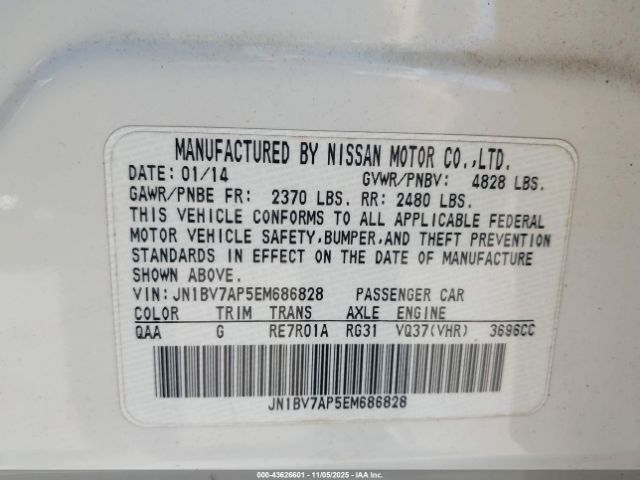 MANUFACTURED BY NISSAN MOTOR CO.,LTD.
DATE: 01/14 GVWR/PNBV: 4828 LBS.
GAWR/PNBE FR: 2370 LBS. RR: 2480 LBS.
THIS VEHICLE CONFORMS TO ALL APPLICABLE FEDERAL
MOTOR VEHICLE SAFETY,BUMPER,AND THEFT PREVENTION
STANDARDS IN EFFECT ON THE DATE OF MANUFACTURE
SHOWN ABOVE.
VIN:JN1BV7AP5EM686828 PASSENGER CAR
COLOR TRIM TRANS AXLE ENGINE
QAA G RE7R01A RG31 VQ37(VHR) 3696CC
JN1BV7AP5EM686828
000-43626601 - 11/05/2025 - IAA Inc.